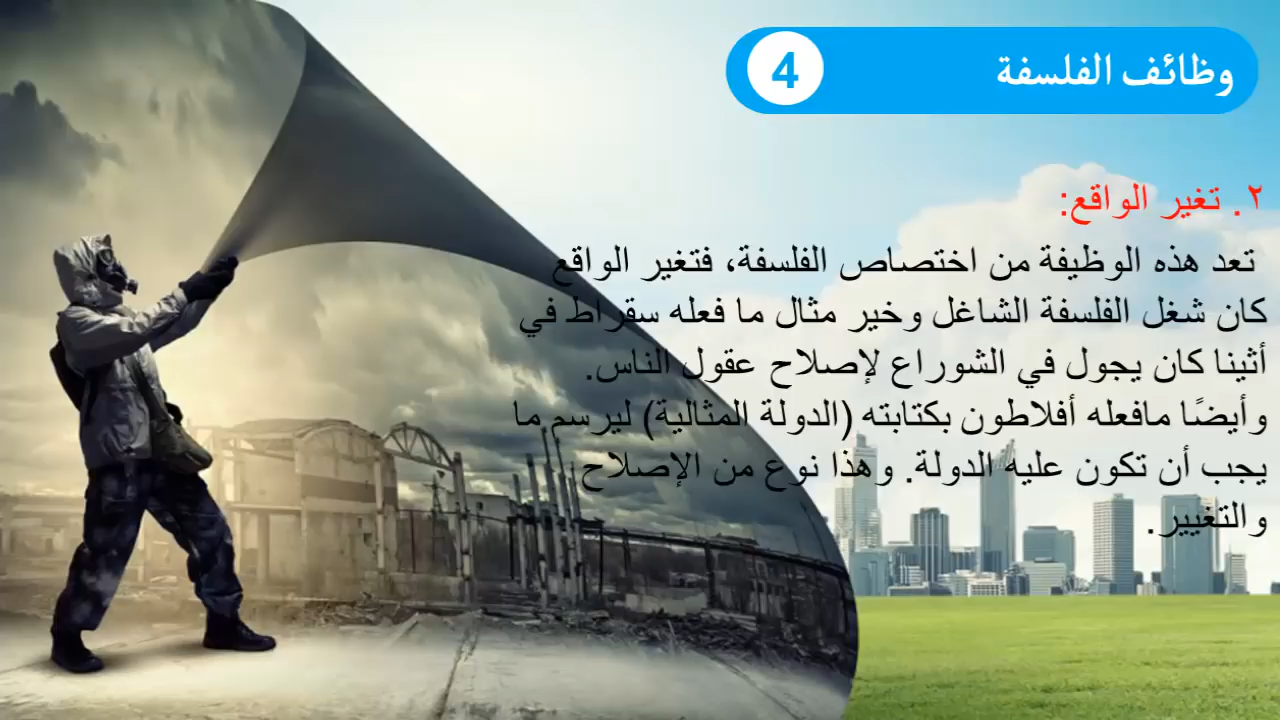 وظائف الفلسفة
4
٢. تغير الواقع:
تعد هذه الوظيفة من اختصاص الفلسفة، فتغير الواقع
كان شغل الفلسفة الشاغل وخير مثال ما فعله سقراط في
أثينا كان يجول في الشوراع لإصلاح عقول الناس.
وأيضًا مافعله أفلاطون بكتابته (الدولة المثالية) ليرسم ما
يجب أن تكون عليه الدولة. وهذا نوع من الإصلاح
والتغيير.